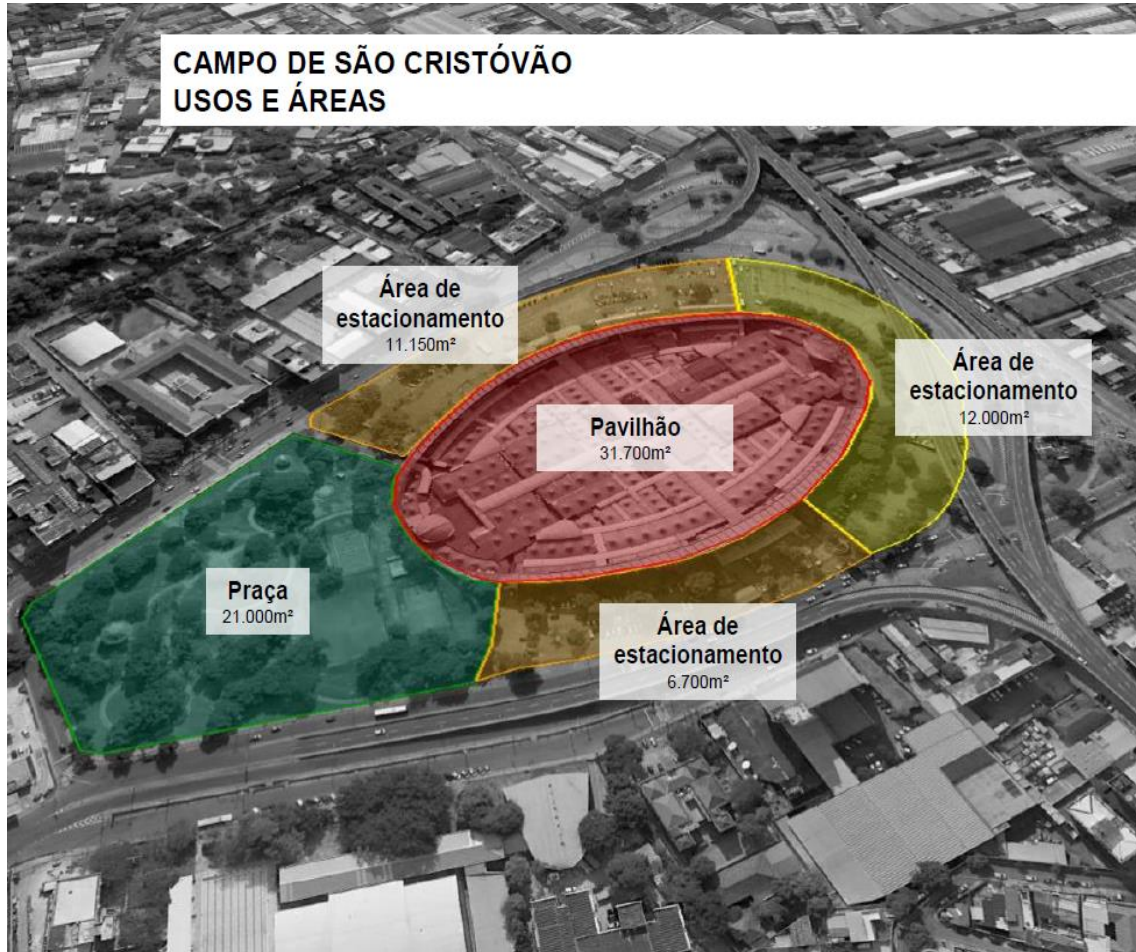 CAMPO DE SÃO CRISTÓVÃO
USOS E ÁREAS
Área de
estacionamento
11.150m²
Área de
estacionamento
12.000m²
Pavilhão
31.700m²
Praça
21.000m²
Área de
estacionamento
6.700m²